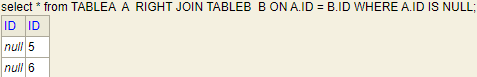 select * from TABLEA A RIGHT JOIN TABLEB B ON A.ID = B.ID WHERE A.ID IS NULL;
ID ID
null 5
null 6